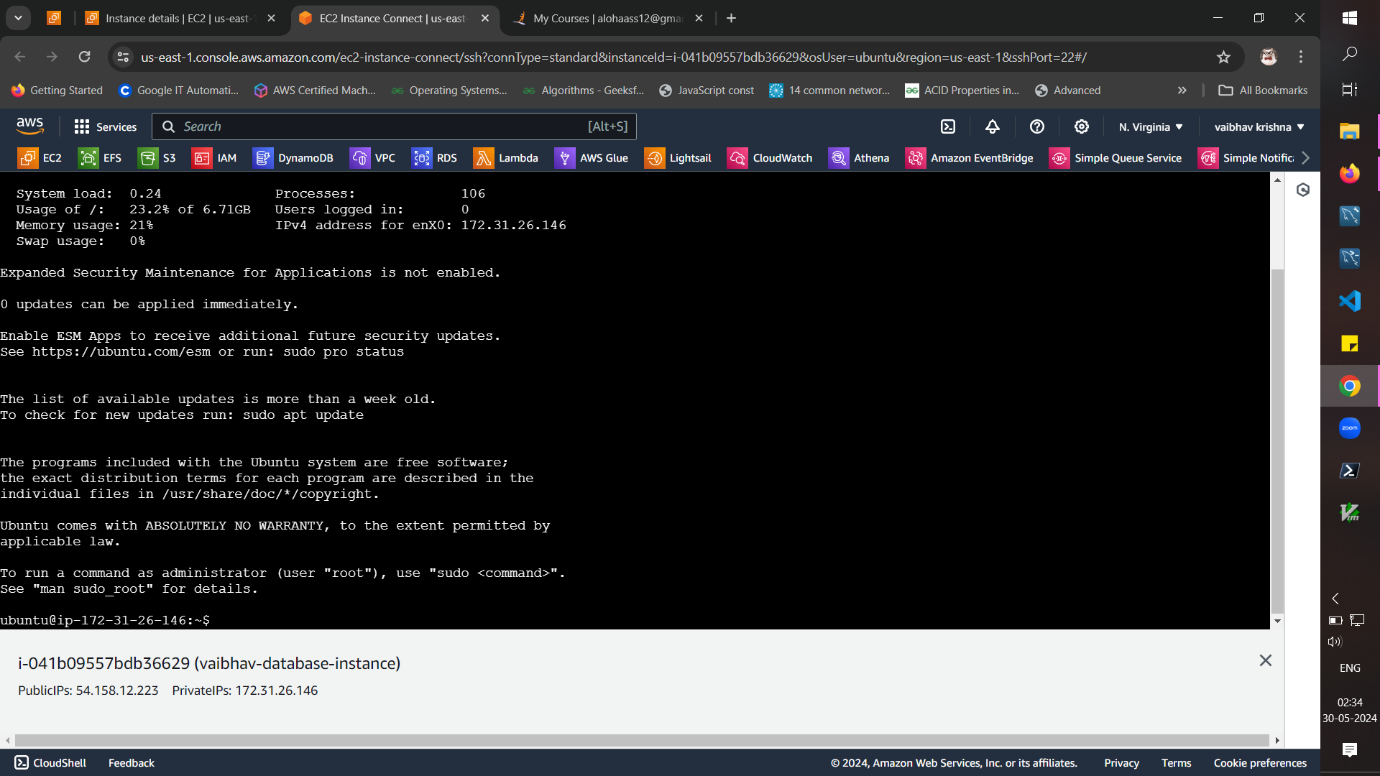 Instance details | EC2 | us-east-1
EC2 Instance Connect | us-east-
My Courses | alohaass12@gma
us-east-1.console.aws.amazon.com/ec2-instance-connect/ssh?connType=standard&instanceId=i-041b09557bdb36629&osUser=ubuntu&region=us-east-1&sshPort=22#/
Getting Started
Google IT Automati...
AWS Certified Mach...
Operating Systems...
Algorithms - Geeksf...
JavaScript const
14 common networ...
ACID Properties in...
Advanced
All Bookmarks
aws
Services
Search
[Alt+S]
N. Virginia
vaibhav krishna
EC2
EFS
S3
IAM
DynamoDB
VPC
RDS
Lambda
AWS Glue
Lightsail
CloudWatch
Athena
Amazon EventBridge
Simple Queue Service
Simple Notific
System load: 0.24 Processes: 106
Usage of /: 23.2% of 6.71GB Users logged in: 0
Memory usage: 21% IPv4 address for enX0: 172.31.26.146
Swap usage: 0%
Expanded Security Maintenance for Applications is not enabled.
0 updates can be applied immediately.
Enable ESM Apps to receive additional future security updates.
See https://ubuntu.com/esm or run: sudo pro status
The list of available updates is more than a week old.
To check for new updates run: sudo apt update
The programs included with the Ubuntu system are free software;
the exact distribution terms for each program are described in the
individual files in /usr/share/doc/*/copyright.
Ubuntu comes with ABSOLUTELY NO WARRANTY, to the extent permitted by
applicable law.
To run a command as administrator (user "root"), use "sudo <command>".
See "man sudo_root" for details.
ubuntu@ip-172-31-26-146:~$
i-041b09557bdb36629 (vaibhav-database-instance)
PublicIPs: 54.158.12.223 PrivateIPs: 172.31.26.146
CloudShell
Feedback
© 2024, Amazon Web Services, Inc. or its affiliates.
Privacy
Terms
Cookie preferences
zoom
ENG
02:34
30-05-2024